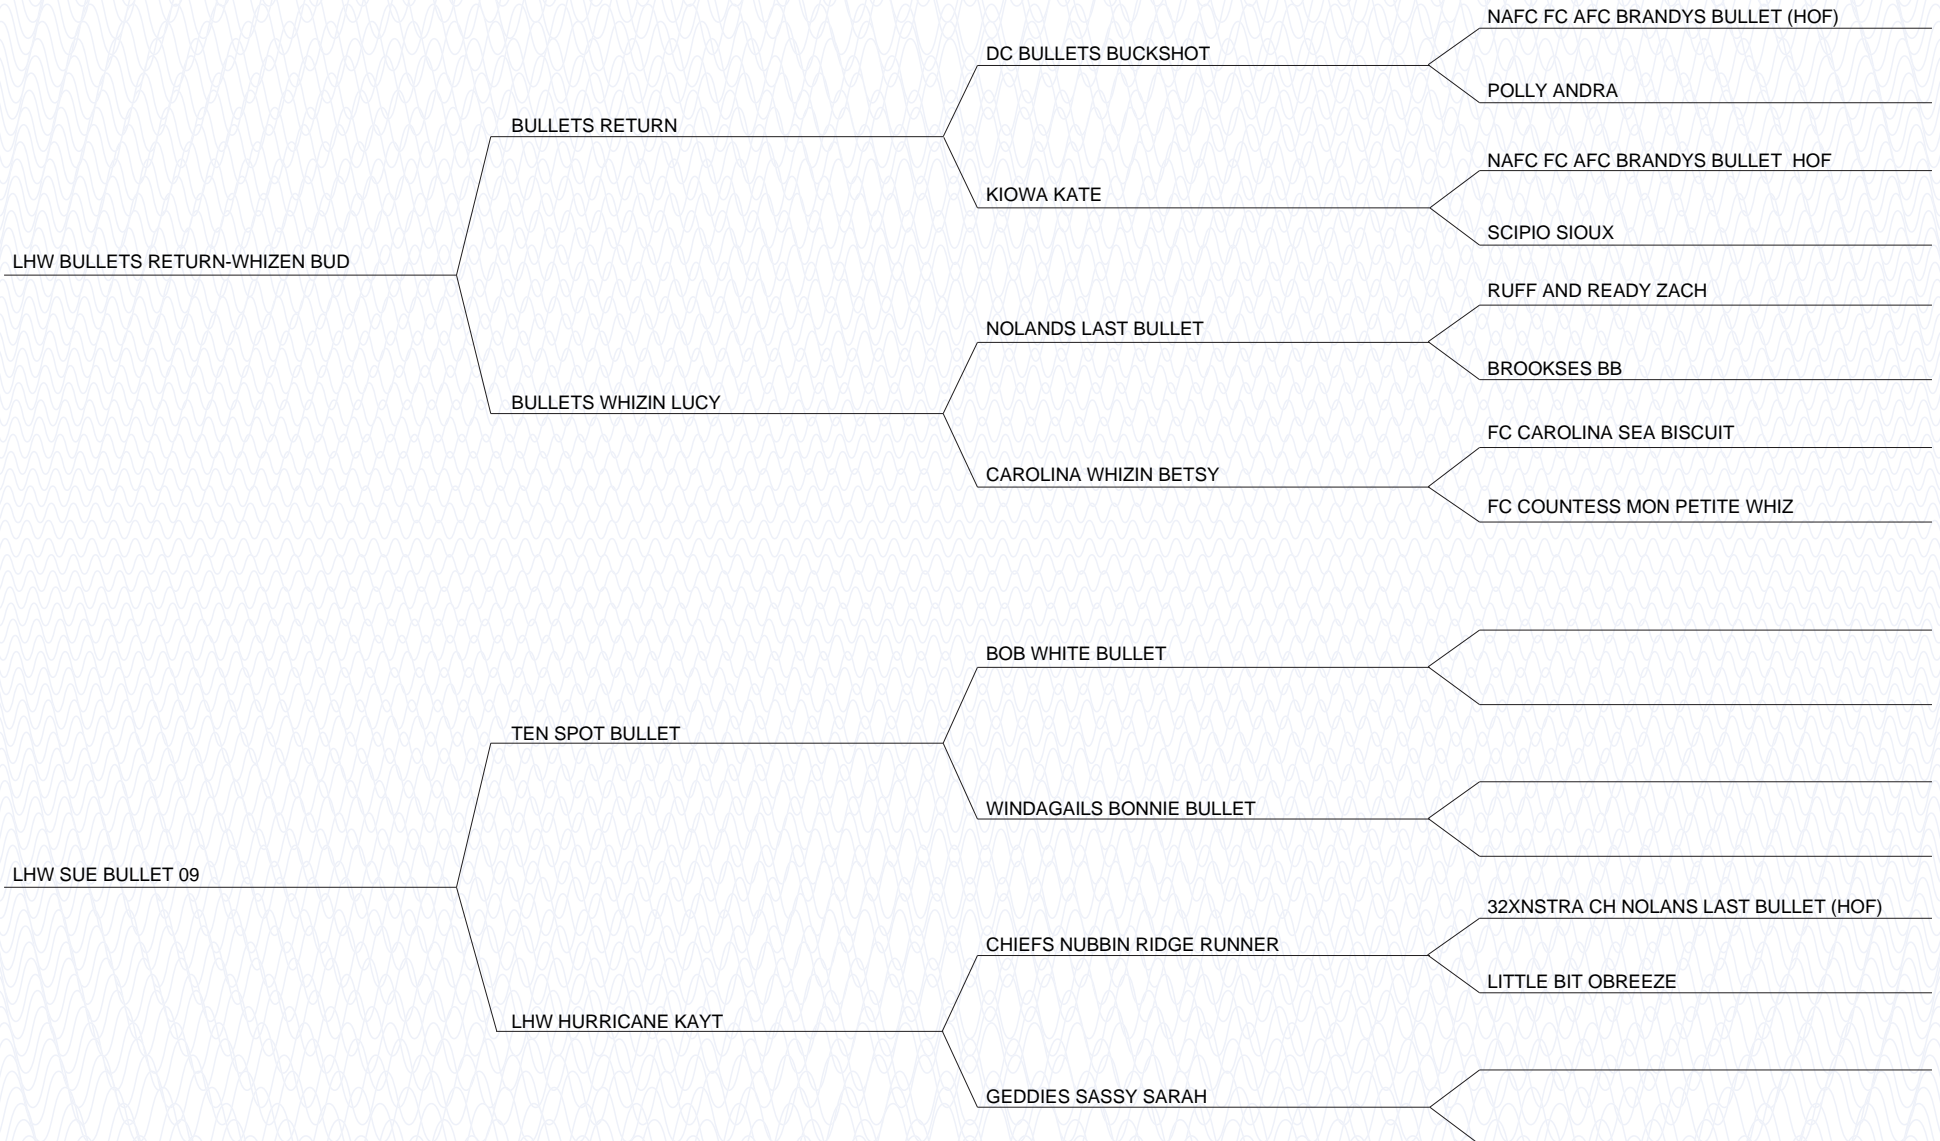 NAFC FC AFC BRANDYS BULLET (HOF)
DC BULLETS BUCKSHOT
POLLY ANDRA
BULLETS RETURN
NAFC FC AFC BRANDYS BULLET  HOF
KIOWA KATE
SCIPIO SIOUX
LHW BULLETS RETURN-WHIZEN BUD
RUFF AND READY ZACH
NOLANDS LAST BULLET
BROOKSES BB
BULLETS WHIZIN LUCY
FC CAROLINA SEA BISCUIT
CAROLINA WHIZIN BETSY
FC COUNTESS MON PETITE WHIZ
BOB WHITE BULLET
TEN SPOT BULLET
WINDAGAILS BONNIE BULLET
LHW SUE BULLET 09
32XNSTRA CH NOLANS LAST BULLET (HOF)
CHIEFS NUBBIN RIDGE RUNNER
LITTLE BIT OBREEZE
LHW HURRICANE KAYT
GEDDIES SASSY SARAH